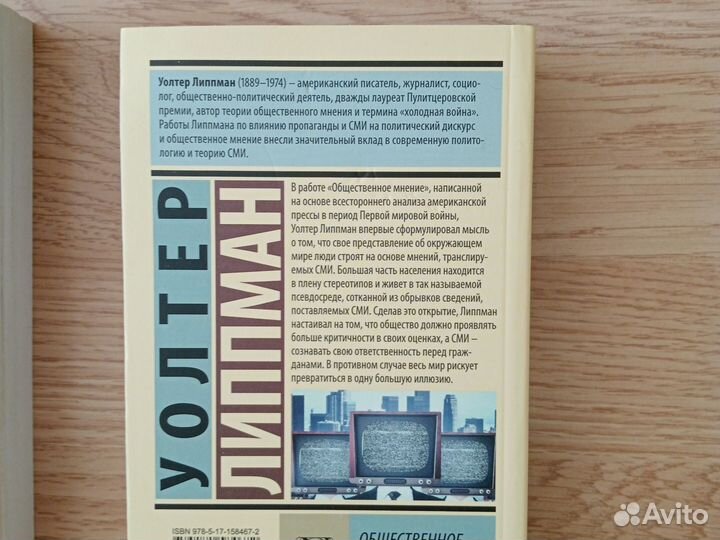 Уолтер Липпман (1889–1974) – американский писатель, журналист, социо-
лог, общественно-политический деятель, дважды лауреат Пулитцеровской
премии, автор теории общественного мнения и термина «холодная война».
Работы Липпмана по влиянию пропаганды и СМИ на политический дискурс
и общественное мнение внесли значительный вклад в современную полито-
логию и теорию СМИ.
УОЛТЕР
ЛИППМАН
В работе «Общественное мнение», написанной
на основе всестороннего анализа американской
прессы в период Первой мировой войны,
Уолтер Липпман впервые сформулировал мысль
о том, что свое представление об окружающем
мире люди строят на основе мнений, транслиру-
емых СМИ. Большая часть населения находится
в плену стереотипов и живет в так называемой
псевдосреде, сотканной из обрывков сведений,
поставляемых СМИ. Сделав это открытие, Липпман
настаивал на том, что общество должно проявлять
больше критичности в своих оценках, а СМИ –
сознавать свою ответственность перед граж-
данами. В противном случае весь мир рискует
превратиться в одну большую иллюзию.
ISBN 978-5-17-158467-2
ОБЩЕСТВЕННОЕ
Avito